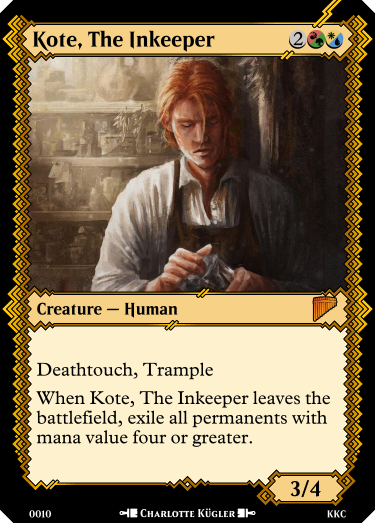 Kote, The Inkeeper 2
Creature — Human
Deathtouch, Trample
When Kote, The Inkeeper leaves the
battlefield, exile all permanents with
mana value four or greater.
3/4
0010 Charlotte Kügler KKC